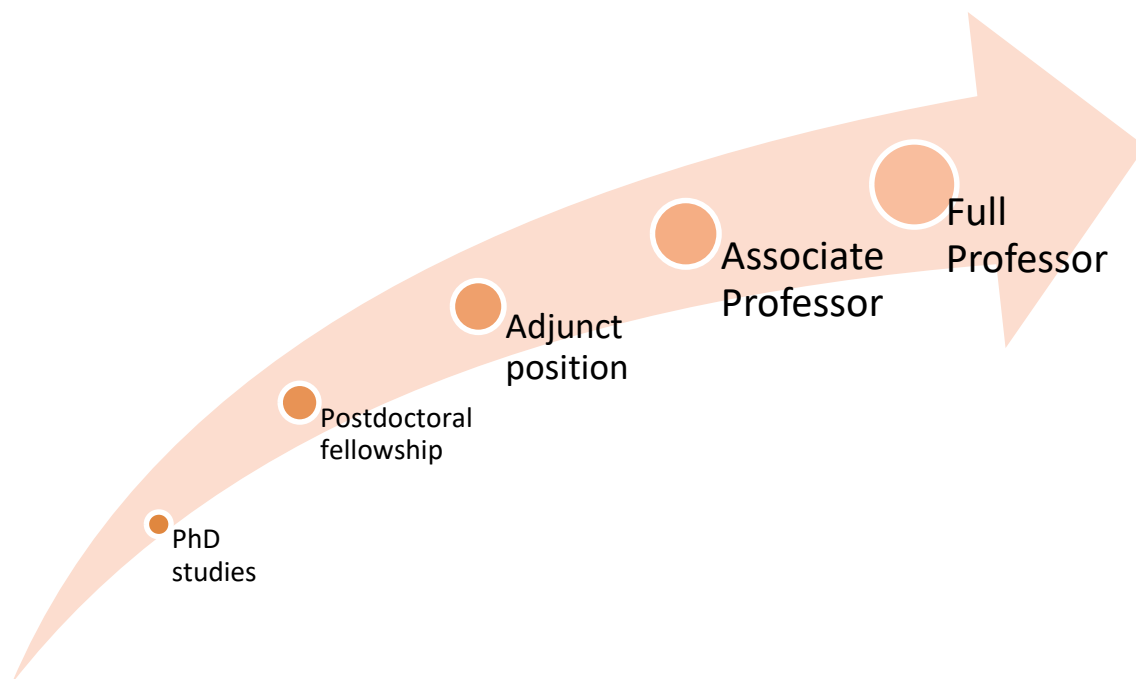 PhD
studies
Postdoctoral
fellowship
Adjunct
position
Associate
Professor
Full
Professor